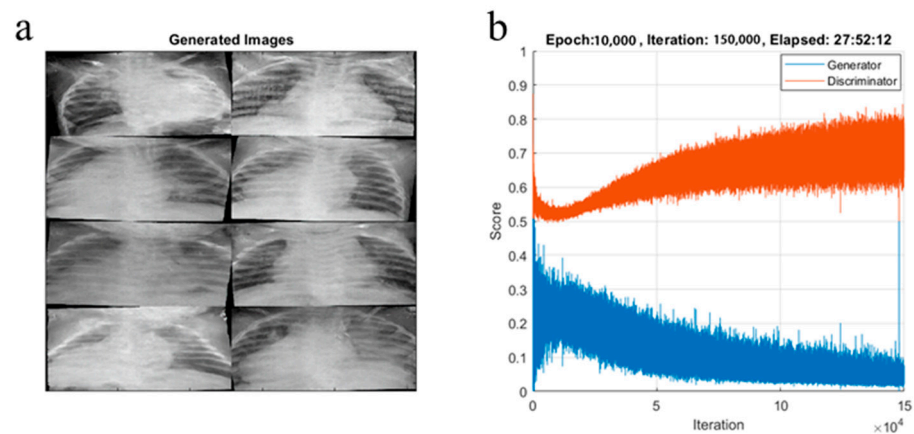 a
Generated Images
b
Epoch:10,000, Iteration: 150,000, Elapsed: 27:52:12
Generator
Discriminator
1
0.9
0.8
0.7
0.6
0.5
0.4
0.3
0.2
0.1
0
Score
0 5 10 15
Iteration
×10⁴